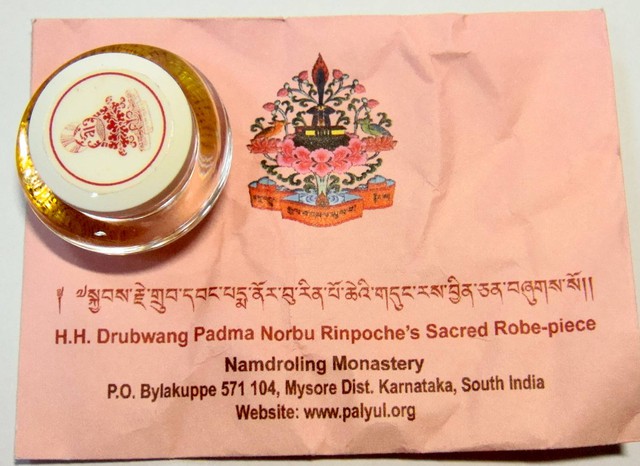 ༄ ༧སྐྱབས་རྗེ་གྲུབ་དབང་པདྨ་ནོར་བུ་རིན་པོ་ཆེའི་གདུང་རས་བྱིན་ཅན་བཞུགས་སོ།།
H.H. Drubwang Padma Norbu Rinpoche's Sacred Robe-piece
Namdroling Monastery
P.O. Bylakuppe 571 104, Mysore Dist. Karnataka, South India
Website: www.palyul.org